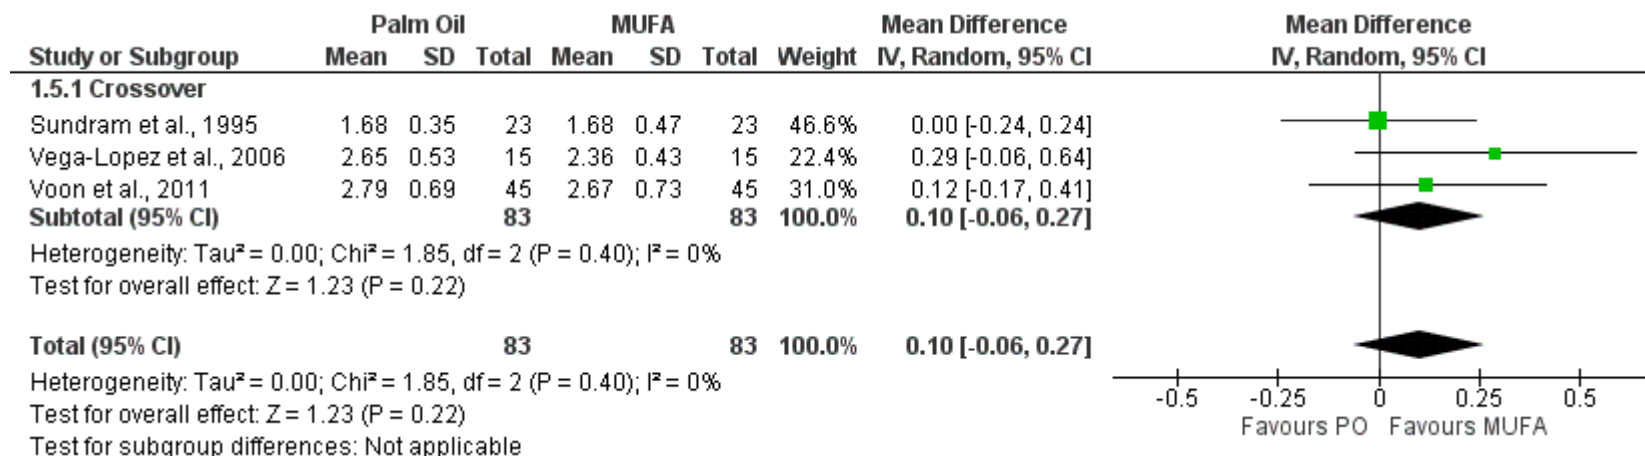 Palm Oil MUFA Mean Difference Mean Difference
Study or Subgroup Mean SD Total Mean SD Total Weight IV, Random, 95% CI IV, Random, 95% CI
1.5.1 Crossover
Sundram et al., 1995 1.68 0.35 23 1.68 0.47 23 46.6% 0.00 [-0.24, 0.24]
Vega-Lopez et al., 2006 2.65 0.53 15 2.36 0.43 15 22.4% 0.29 [-0.06, 0.64]
Voon et al., 2011 2.79 0.69 45 2.67 0.73 45 31.0% 0.12 [-0.17, 0.41]
Subtotal (95% CI) 83 83 100.0% 0.10 [-0.06, 0.27]
Heterogeneity: Tau² = 0.00; Chi² = 1.85, df = 2 (P = 0.40); I² = 0%
Test for overall effect: Z = 1.23 (P = 0.22)
Total (95% CI) 83 83 100.0% 0.10 [-0.06, 0.27]
Heterogeneity: Tau² = 0.00; Chi² = 1.85, df = 2 (P = 0.40); I² = 0%
Test for overall effect: Z = 1.23 (P = 0.22)
Test for subgroup differences: Not applicable
-0.5 -0.25 0 0.25 0.5
Favours PO Favours MUFA